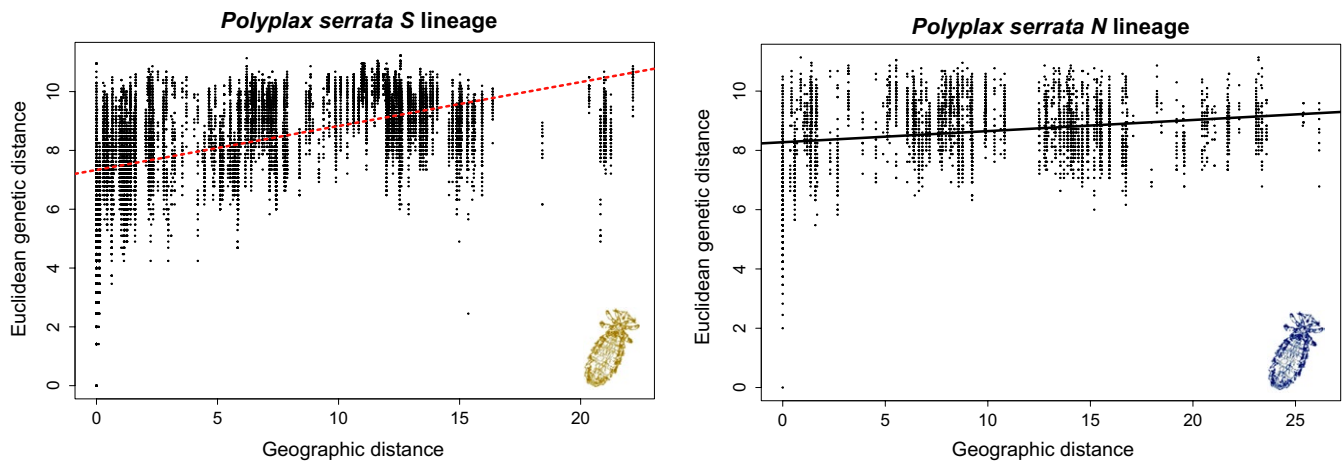 Polyplax serrata S lineage
Euclidean genetic distance
10
8
6
4
2
0
0 5 10 15 20
Geographic distance
Polyplax serrata N lineage
Euclidean genetic distance
10
8
6
4
2
0
0 5 10 15 20 25
Geographic distance